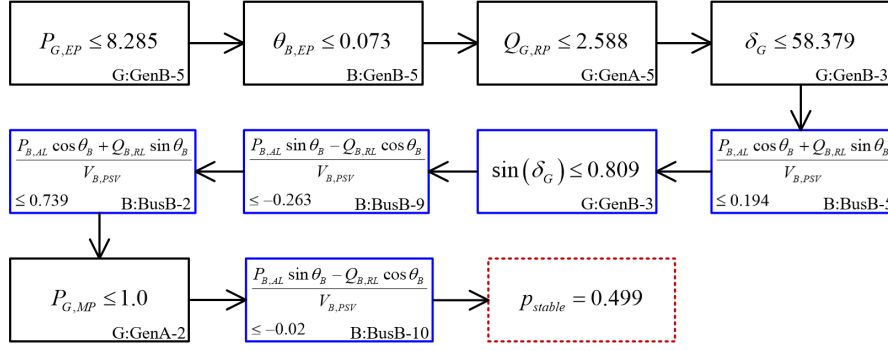 P_{G,EP} ≤ 8.285
G:GenB-5
θ_{B,EP} ≤ 0.073
B:GenB-5
Q_{G,RP} ≤ 2.588
G:GenA-5
δ_G ≤ 58.379
G:GenB-3
P_{B,AL} cos θ_B + Q_{B,RL} sin θ_B
V_{B,PSV}
≤ 0.739
B:BusB-2
P_{B,AL} sin θ_B − Q_{B,RL} cos θ_B
V_{B,PSV}
≤ −0.263
B:BusB-9
sin(δ_G) ≤ 0.809
G:GenB-3
P_{B,AL} cos θ_B + Q_{B,RL} sin θ_B
V_{B,PSV}
≤ 0.194
B:BusB-5
P_{G,MP} ≤ 1.0
G:GenA-2
P_{B,AL} sin θ_B − Q_{B,RL} cos θ_B
V_{B,PSV}
≤ −0.02
B:BusB-10
p_{stable} = 0.499